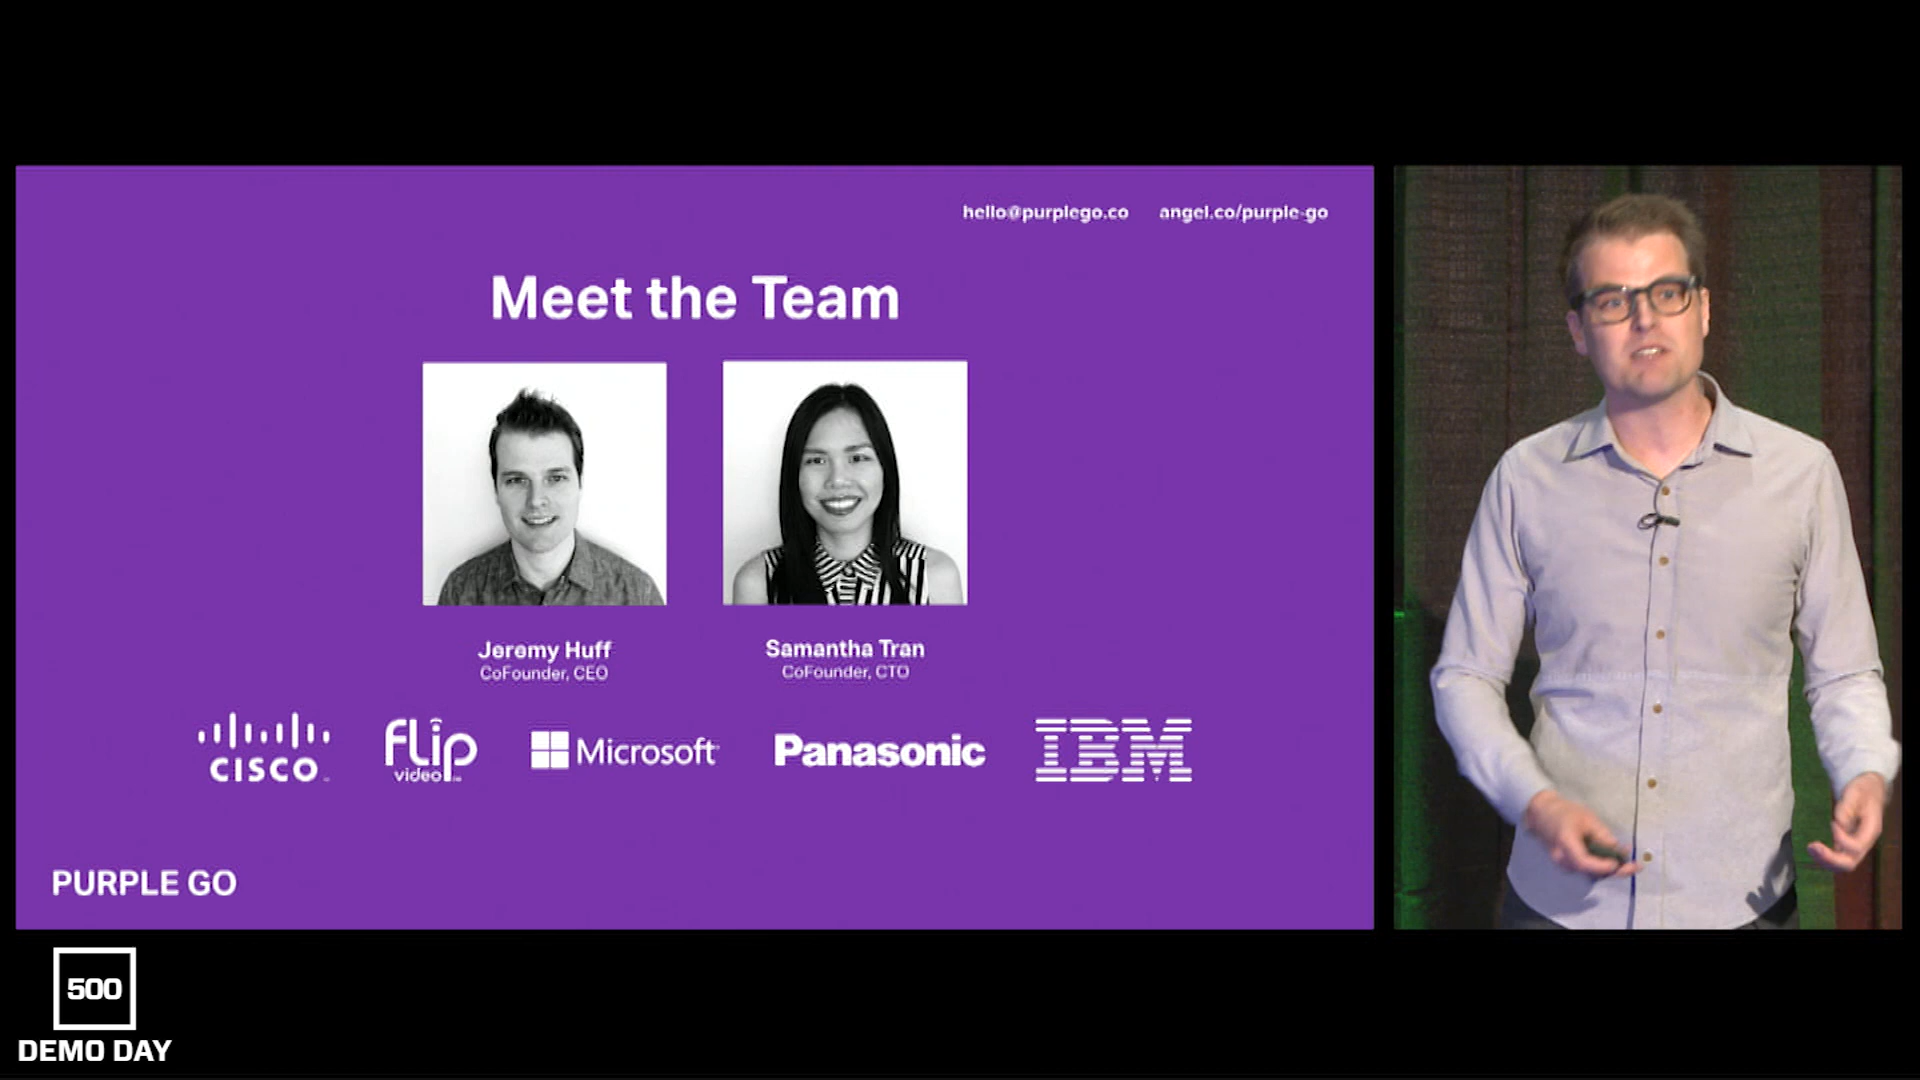 hello@purplego.co angel.co/purple-go
Meet the Team
Jeremy Huff Samantha Tran
CoFounder, CEO CoFounder, CTO
cisco flip video Microsoft Panasonic IBM
PURPLE GO
500
DEMO DAY